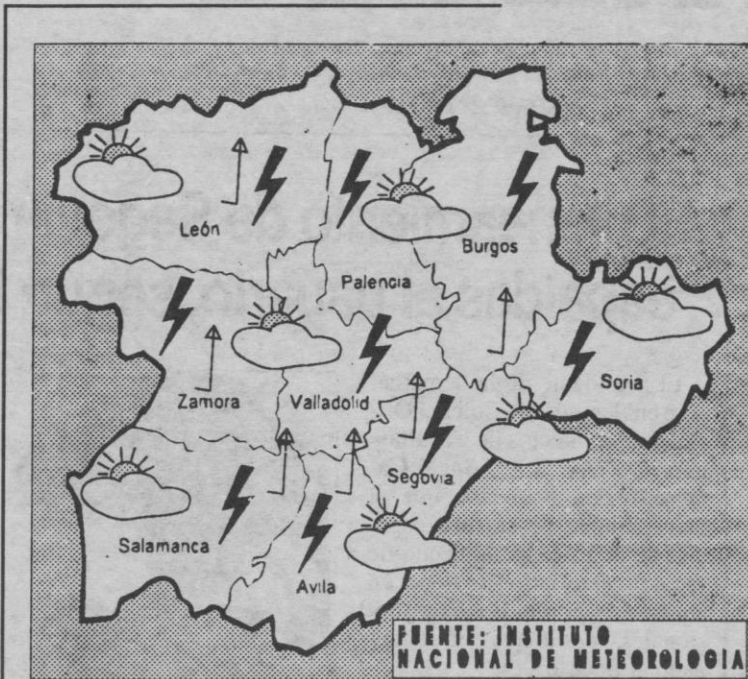 León
Burgos
Palencia
Soria
Zamora
Valladolid
Segovia
Salamanca
Avila
FUENTE: INSTITUTO
NACIONAL DE METEOROLOGIA